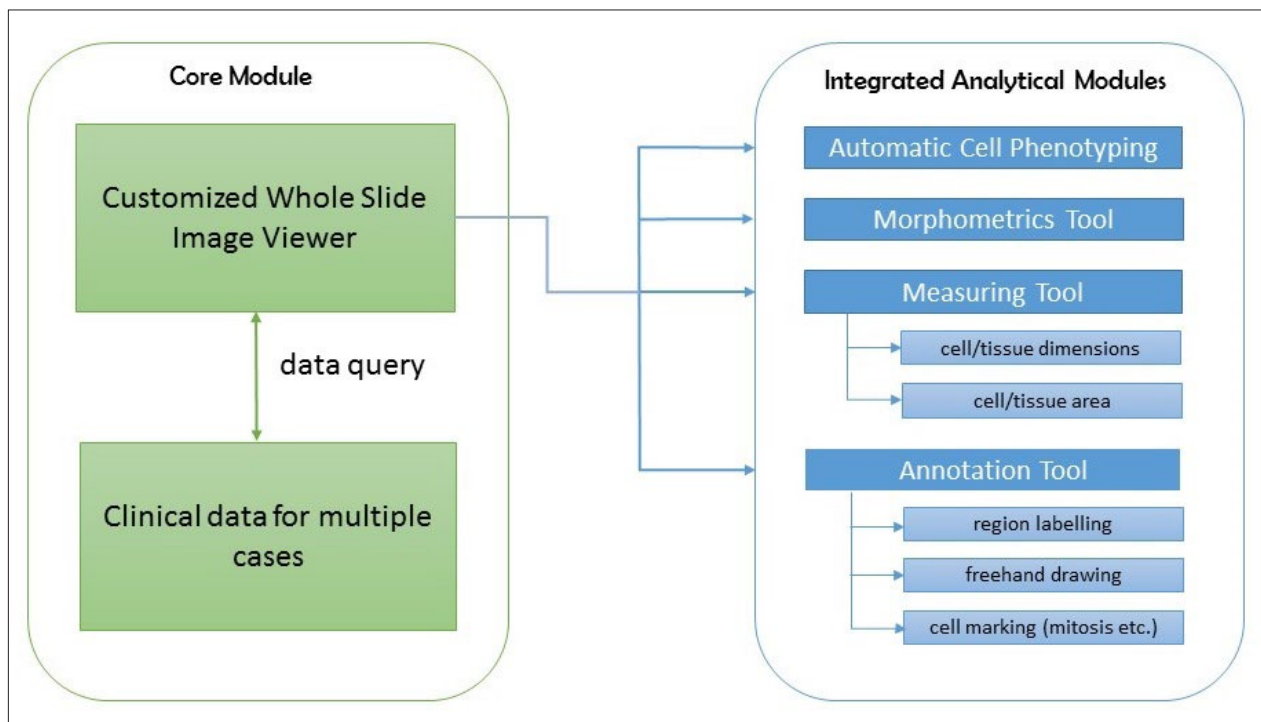 Core Module
Customized Whole Slide
Image Viewer
data query
Clinical data for multiple
cases
Integrated Analytical Modules
Automatic Cell Phenotyping
Morphometrics Tool
Measuring Tool
cell/tissue dimensions
cell/tissue area
Annotation Tool
region labelling
freehand drawing
cell marking (mitosis etc.)